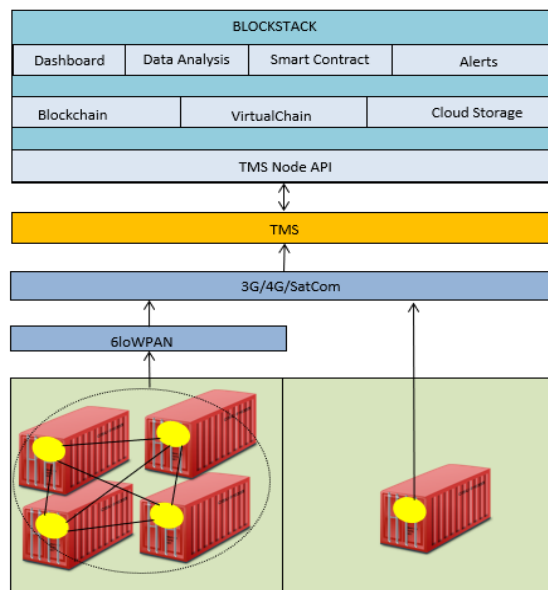 BLOCKSTACK
Dashboard Data Analysis Smart Contract Alerts
Blockchain VirtualChain Cloud Storage
TMS Node API
TMS
3G/4G/SatCom
6loWPAN